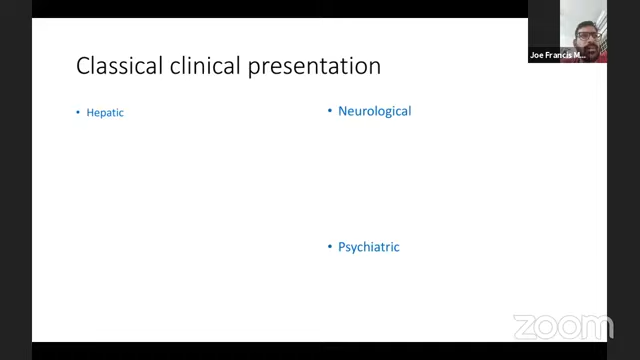 Classical clinical presentation
• Hepatic
• Neurological
• Psychiatric
Joe Francis M...
zoom